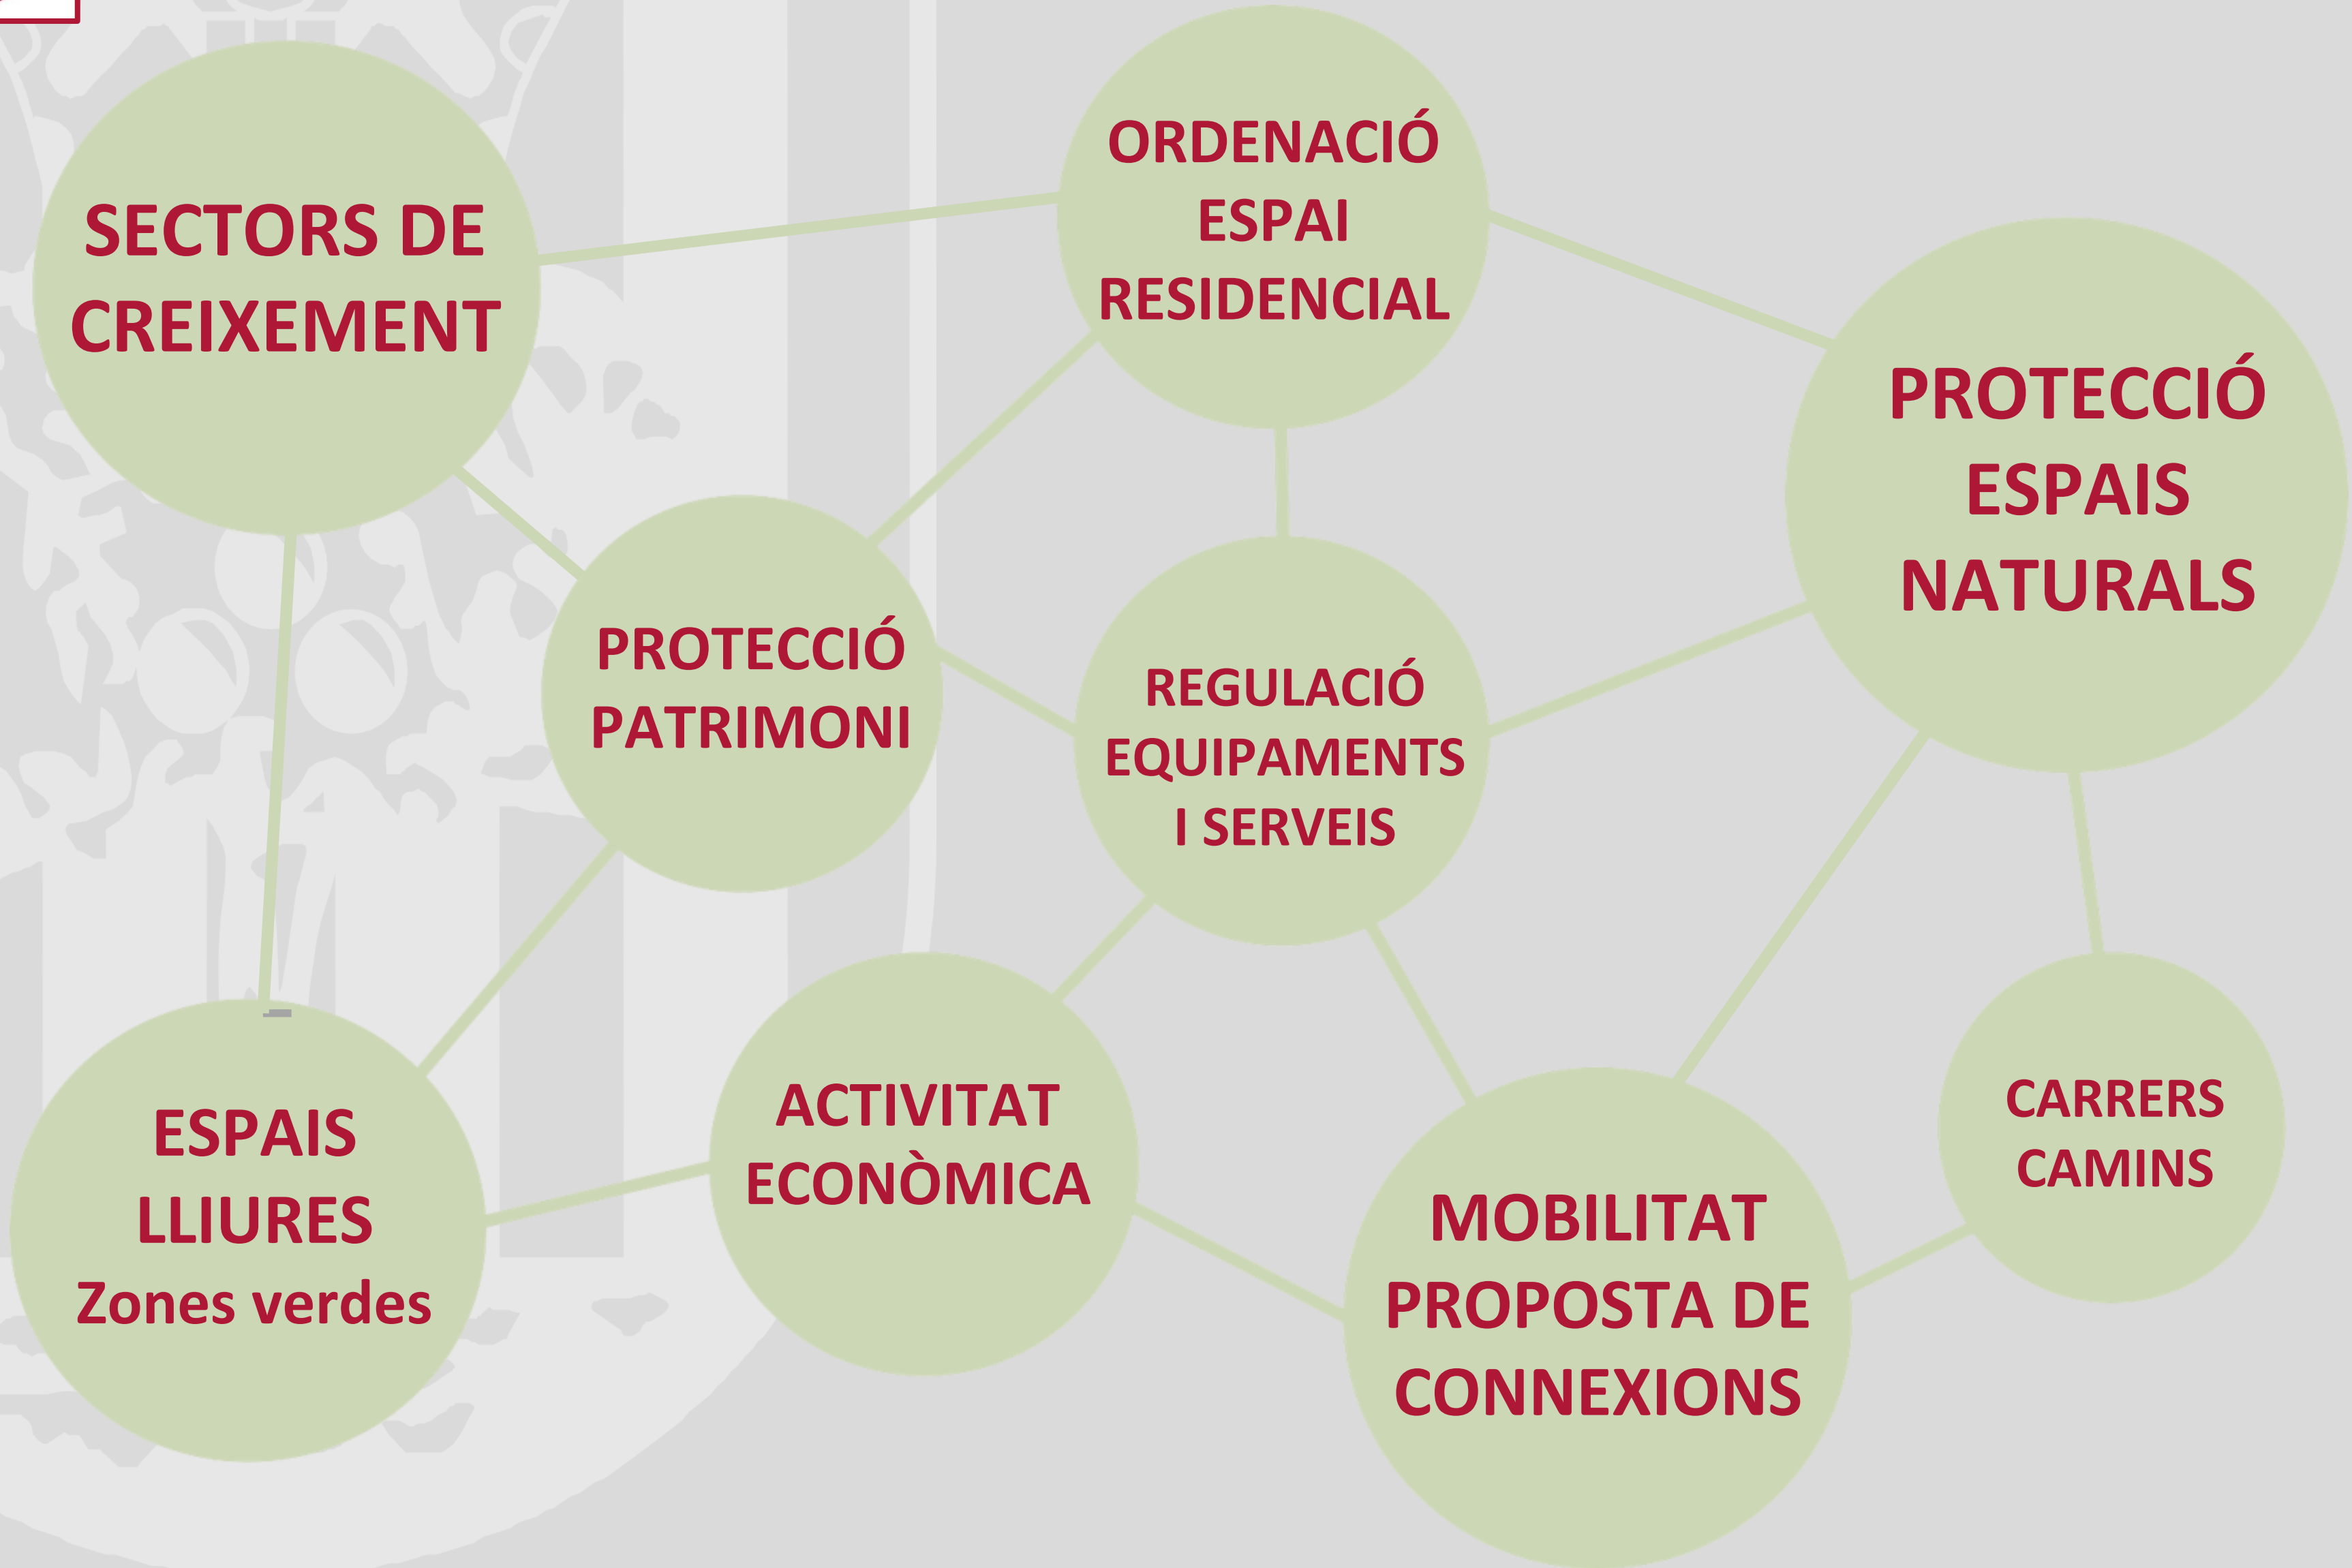 SECTORS DE
CREIXEMENT
ORDENACIÓ
ESPAI
RESIDENCIAL
PROTECCIÓ
ESPAIS
NATURALS
PROTECCIÓ
PATRIMONI
REGULACIÓ
EQUIPAMENTS
I SERVEIS
ESPAIS
LLIURES
Zones verdes
ACTIVITAT
ECONÒMICA
MOBILITAT
PROPOSTA DE
CONNEXIONS
CARRERS
CAMINS